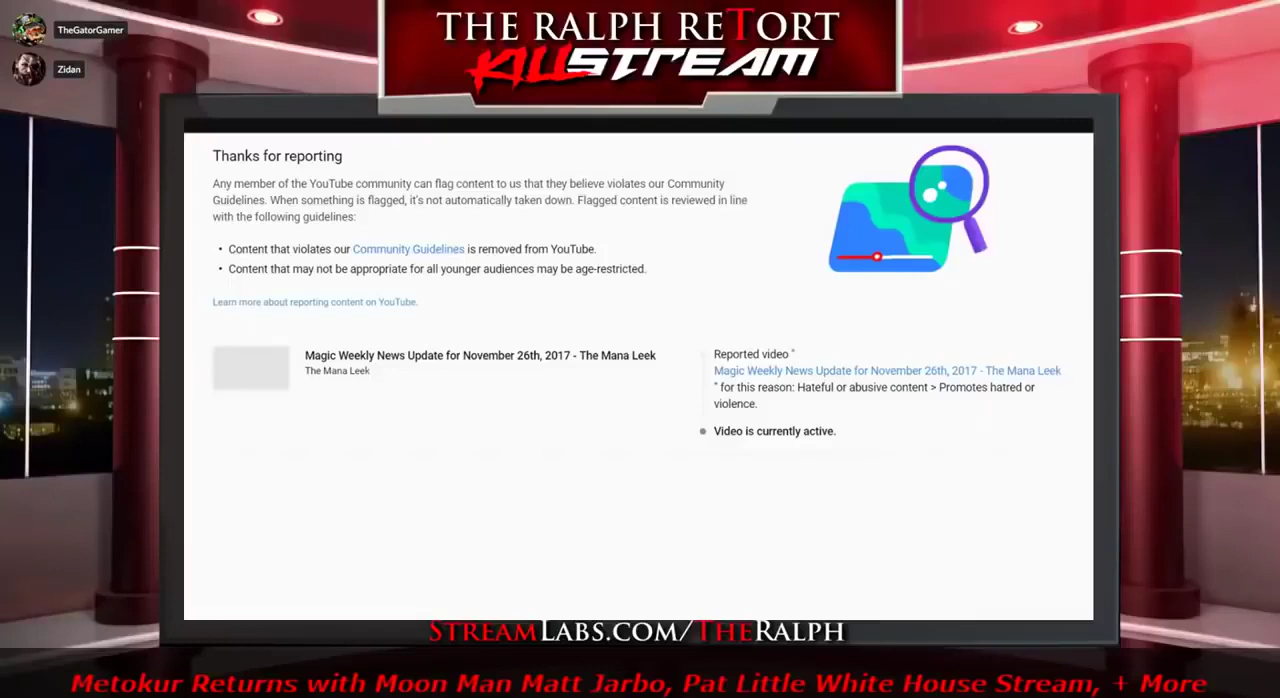 THE RALPH RETORT
KILLSTREAM
TheGatorGamer
Zidan
Thanks for reporting
Any member of the YouTube community can flag content to us that they believe violates our Community
Guidelines. When something is flagged, it's not automatically taken down. Flagged content is reviewed in line
with the following guidelines:
• Content that violates our Community Guidelines is removed from YouTube.
• Content that may not be appropriate for all younger audiences may be age-restricted.
Learn more about reporting content on YouTube.
Magic Weekly News Update for November 26th, 2017 - The Mana Leek
The Mana Leek
Reported video "
Magic Weekly News Update for November 26th, 2017 - The Mana Leek
" for this reason: Hateful or abusive content > Promotes hatred or
violence.
Video is currently active.
STREAMLABS.COM/THERALPH
Metokur Returns with Moon Man Matt Jarbo, Pat Little White House Stream, + More